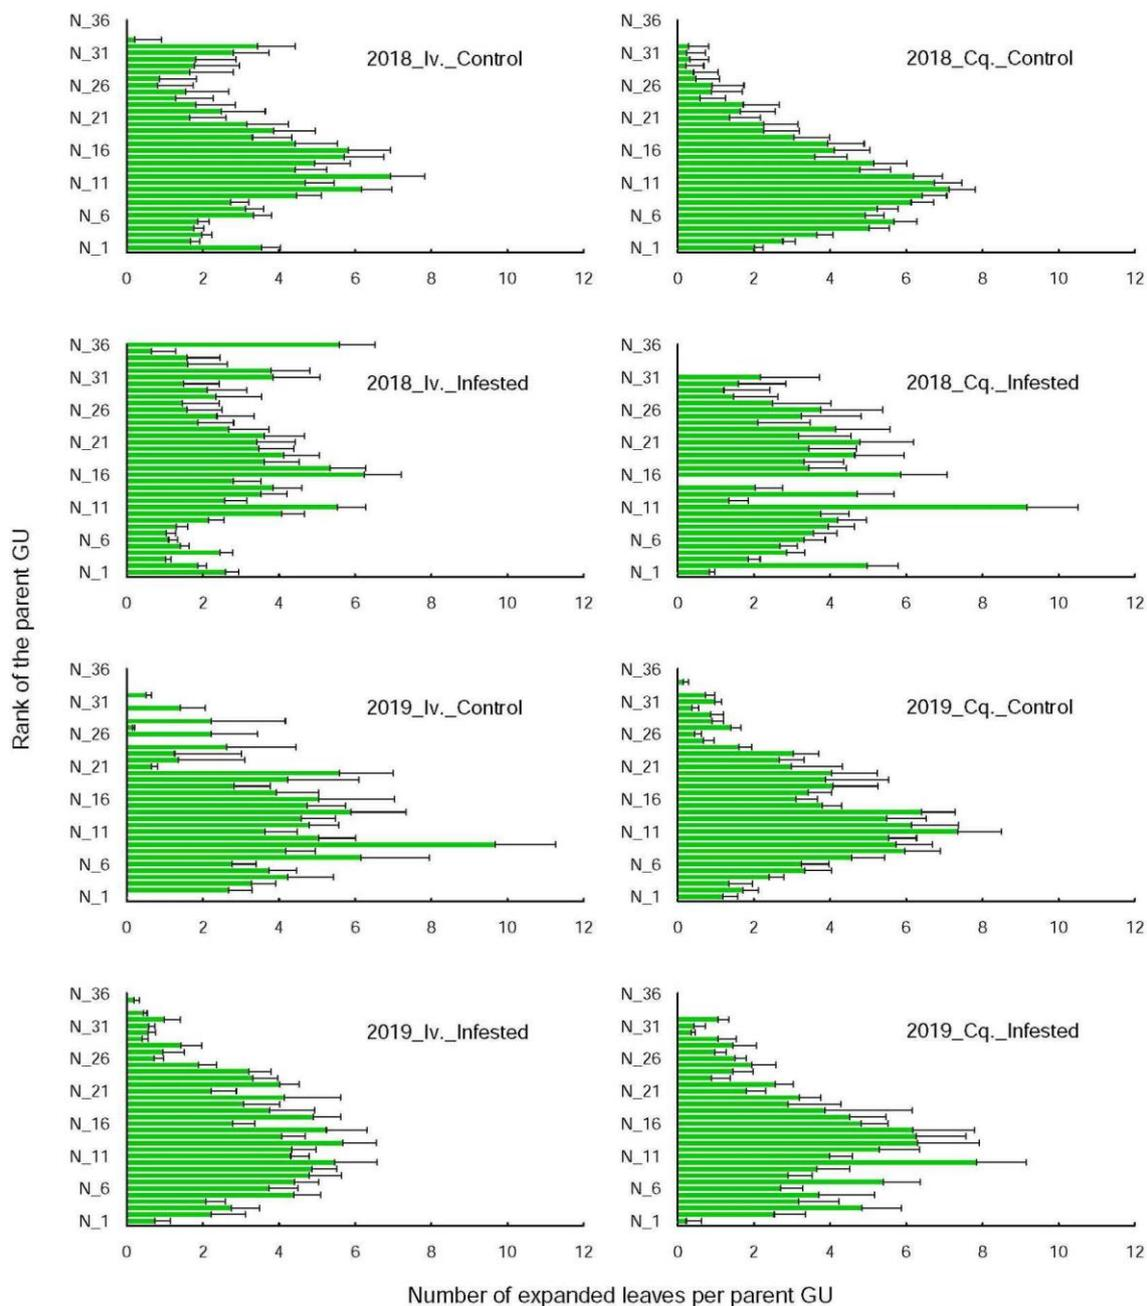 N_36
N_31
N_26
N_21
N_16
N_11
N_6
N_1
0 2 4 6 8 10 12
2018_Iv._Control
N_36
N_31
N_26
N_21
N_16
N_11
N_6
N_1
0 2 4 6 8 10 12
2018_Cq._Control
N_36
N_31
N_26
N_21
N_16
N_11
N_6
N_1
0 2 4 6 8 10 12
2018_Iv._Infested
N_36
N_31
N_26
N_21
N_16
N_11
N_6
N_1
0 2 4 6 8 10 12
2018_Cq._Infested
Rank of the parent GU
N_36
N_31
N_26
N_21
N_16
N_11
N_6
N_1
0 2 4 6 8 10 12
2019_Iv._Control
N_36
N_31
N_26
N_21
N_16
N_11
N_6
N_1
0 2 4 6 8 10 12
2019_Cq._Control
N_36
N_31
N_26
N_21
N_16
N_11
N_6
N_1
0 2 4 6 8 10 12
2019_Iv._Infested
N_36
N_31
N_26
N_21
N_16
N_11
N_6
N_1
0 2 4 6 8 10 12
2019_Cq._Infested
Number of expanded leaves per parent GU